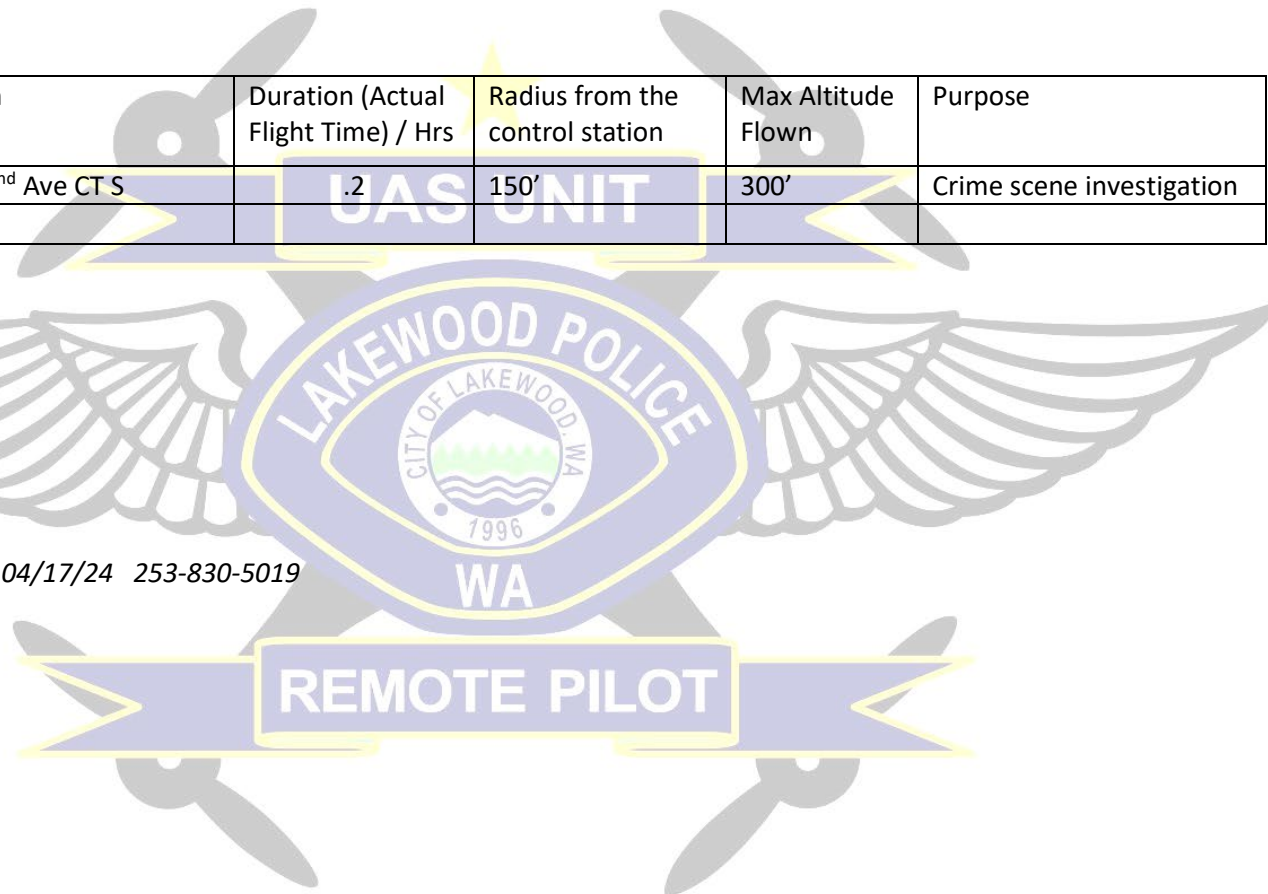 Duration (Actual Flight Time) / Hrs
Radius from the control station
Max Altitude Flown
Purpose
nd Ave CT S
.2
150’
300’
Crime scene investigation
UAS UNIT
LAKEWOOD POLICE
CITY OF LAKEWOOD, WA
1996
04/17/24 253-830-5019
WA
REMOTE PILOT